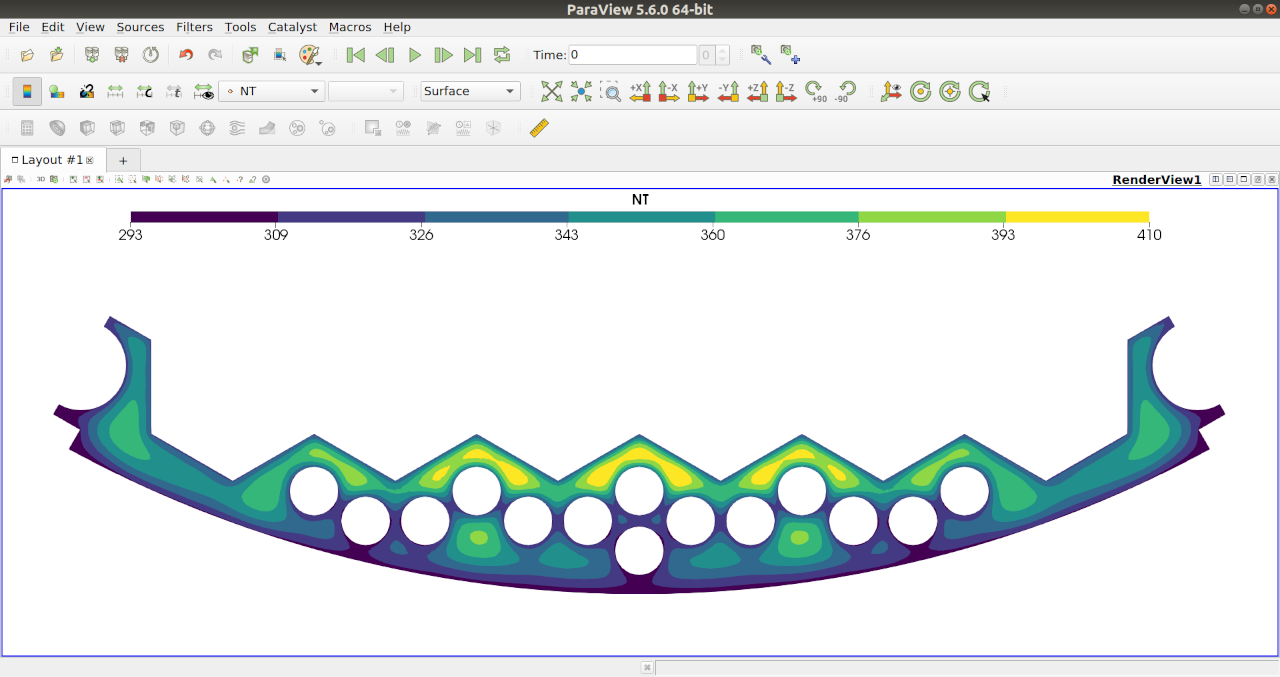 ParaView 5.6.0 64-bit
File Edit View Sources Filters Tools Catalyst Macros Help
Time: 0 0
NT Surface +X -X +Y -Y +Z -Z +90 -90
Layout #1 +
3D RenderView1
NT
293 309 326 343 360 376 393 410